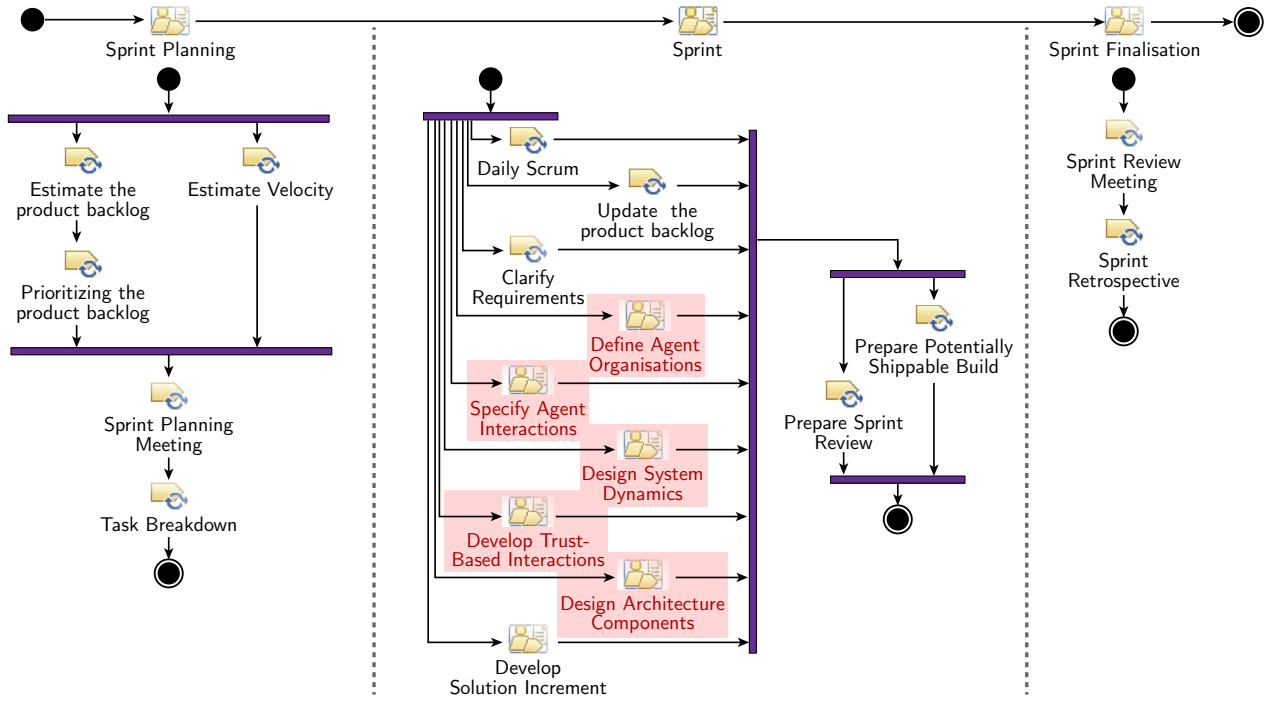 Sprint Planning
Sprint
Sprint Finalisation
Estimate the
product backlog
Estimate Velocity
Prioritizing the
product backlog
Sprint Planning
Meeting
Task Breakdown
Daily Scrum
Update the
product backlog
Clarify
Requirements
Define Agent
Organisations
Specify Agent
Interactions
Design System
Dynamics
Develop Trust-
Based Interactions
Design Architecture
Components
Develop
Solution Increment
Prepare Potentially
Shippable Build
Prepare Sprint
Review
Sprint Review
Meeting
Sprint
Retrospective